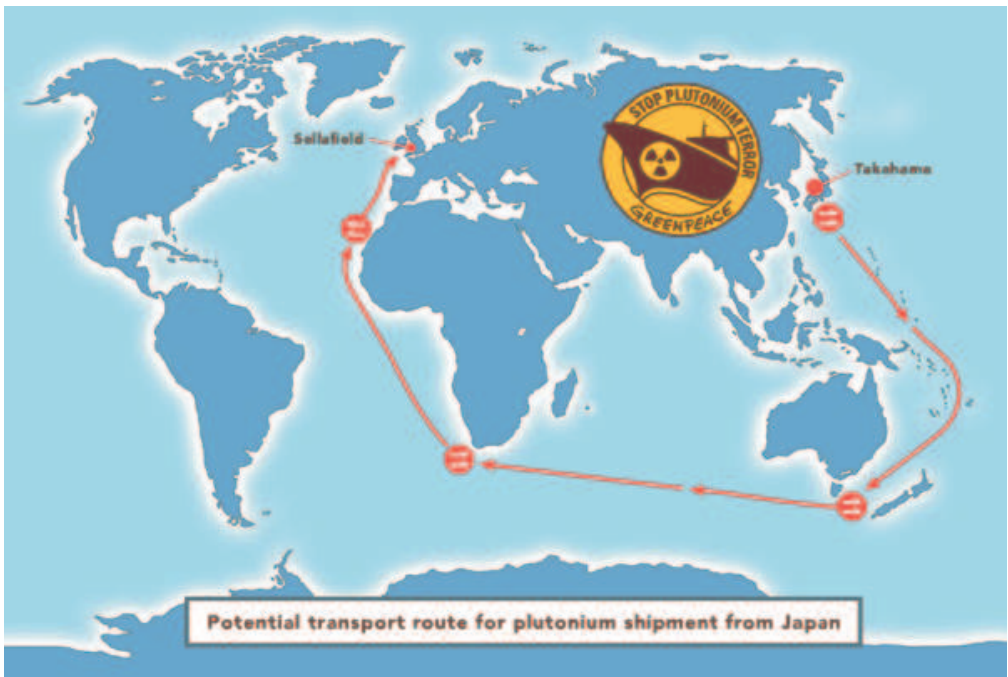 STOP PLUTONIUM TERROR
GREENPEACE
Sellafield
Takahama
Potential transport route for plutonium shipment from Japan